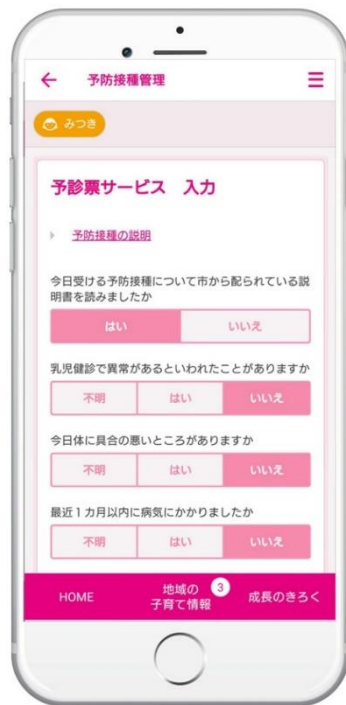 予防接種管理
みつき
予診票サービス 入力
予防接種の説明
今日受ける予防接種について市から配られている説
明書を読みましたか
はい いいえ
乳児健診で異常があるといわれたことがありますか
不明 はい いいえ
今日体に具合の悪いところがありますか
不明 はい いいえ
最近１カ月以内に病気にかかりましたか
不明 はい いいえ
HOME 地域の 3 成長のきろく
子育て情報